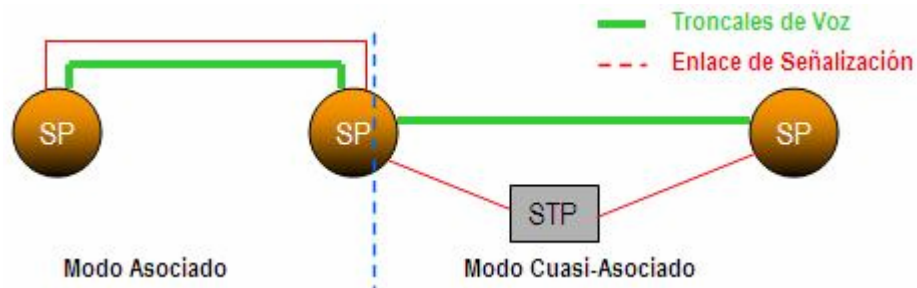 Troncales de Voz
Enlace de Señalización
SP
SP
SP
STP
Modo Asociado
Modo Cuasi-Asociado